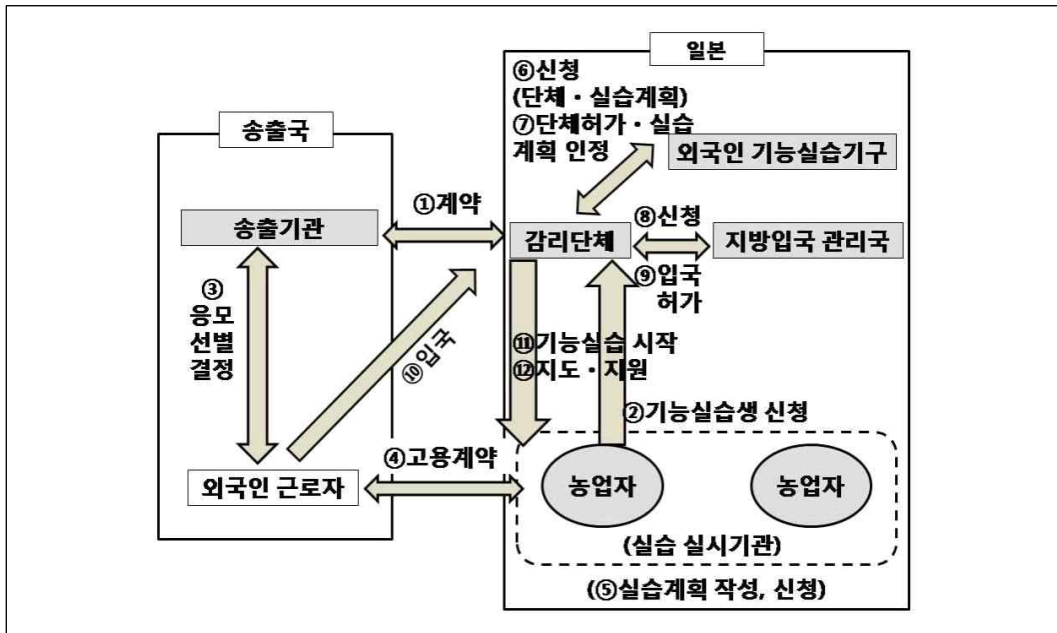 일본
⑥신청
(단체・실습계획)
⑦단체허가・실습
계획 인정
외국인 기능실습기구
송출국
①계약
송출기관
감리단체
⑧신청
지방입국 관리국
⑨입국
허가
③
응모
선별
결정
⑩입국
⑪기능실습 시작
⑫지도・지원
②기능실습생 신청
④고용계약
외국인 근로자
농업자
농업자
(실습 실시기관)
(⑤실습계획 작성, 신청)